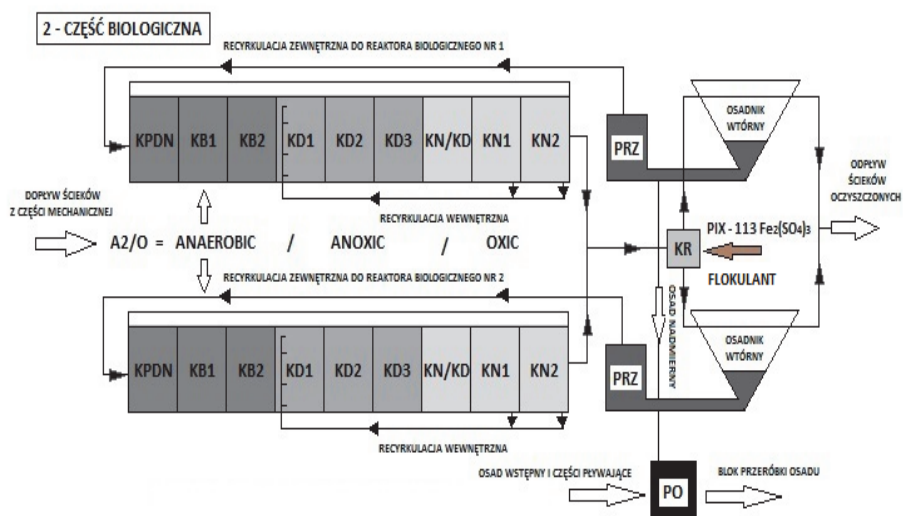 2 - CZĘŚĆ BIOLOGICZNA
RECYRKULACJA ZEWNĘTRZNA DO REAKTORA BIOLOGICZNEGO NR 1
KPDN KB1 KB2 KD1 KD2 KD3 KN/KD KN1 KN2
PRZ
OSADNIK
WTÓRNY
RECYRKULACJA WEWNĘTRZNA
DOPŁYW ŚCIEKÓW
Z CZĘŚCI MECHANICZNEJ
A2/O = ANAEROBIC / ANOXIC / OXIC
KR
PIX - 113 Fe2(SO4)3
FLOKULANT
ODPŁYW
ŚCIEKÓW
OCZYSZCZONYCH
RECYRKULACJA ZEWNĘTRZNA DO REAKTORA BIOLOGICZNEGO NR 2
OSAD NADMIERNY
KPDN KB1 KB2 KD1 KD2 KD3 KN/KD KN1 KN2
PRZ
OSADNIK
WTÓRNY
RECYRKULACJA WEWNĘTRZNA
OSAD WSTĘPNY I CZĘŚCI PŁYWAJĄCE
PO
BLOK PRZERÓBKI OSADU